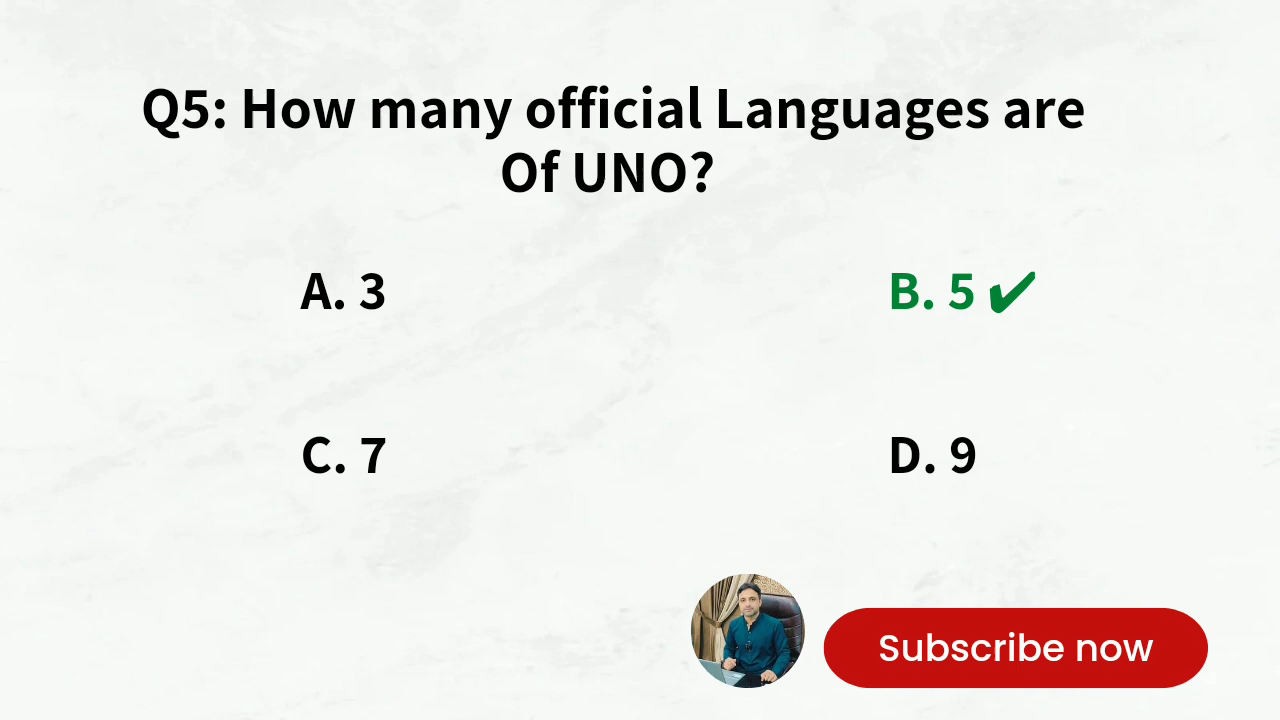 Q5: How many official Languages are
Of UNO?
A. 3
B. 5 ✔
C. 7
D. 9
Subscribe now